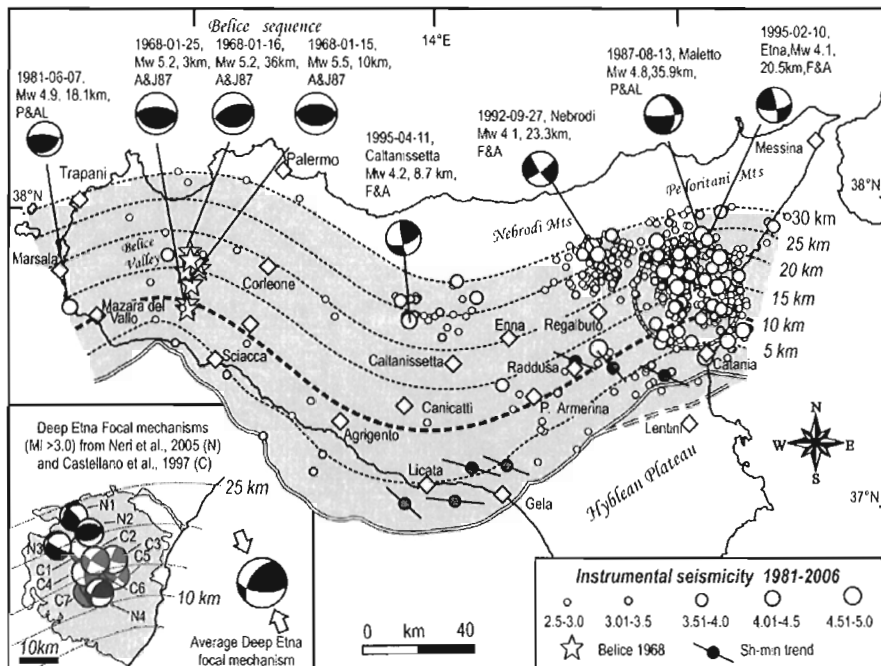 Belice sequence
14°E
1968-01-25,
Mw 5.2, 3km,
A&J87
1968-01-16,
Mw 5.2, 36km,
A&J87
1968-01-15,
Mw 5.5, 10km,
A&J87
1981-06-07,
Mw 4.9, 18.1km,
P&AL
1995-04-11,
Caltanissetta
Mw 4.2, 8.7 km,
F&A
1992-09-27, Nebrodi
Mw 4.1, 23.3km,
F&A
1987-08-13, Maletto
Mw 4.8,35.9km,
P&AL
1995-02-10,
Etna,Mw 4.1,
20.5km,F&A
Trapani
Palermo
Messina
38°N
38°N
Peloritani Mts
Nebrodi Mts
30 km
25 km
20 km
15 km
10 km
5 km
Marsala
Belice
Valley
Corleone
Mazara del
Vallo
Enna
Regalbuto
Sciacca
Caltanissetta
Raddusa
Catania
Canicatti
P. Armerina
Agrigento
Lentini
Licata
Gela
Hyblean Plateau
N
W
E
S
37°N
Deep Etna Focal mechanisms
(Ml >3.0) from Neri et al., 2005 (N)
and Castellano et al., 1997 (C)
25 km
N1
N2
C2
C3
N3
C5
C1
C4
C6
C7
N4
10 km
10km
Average Deep Etna
focal mechanism
0 km 40
Instrumental seismicity 1981-2006
2.5-3.0 3.01-3.5 3.51-4.0 4.01-4.5 4.51-5.0
Belice 1968
Sh-min trend